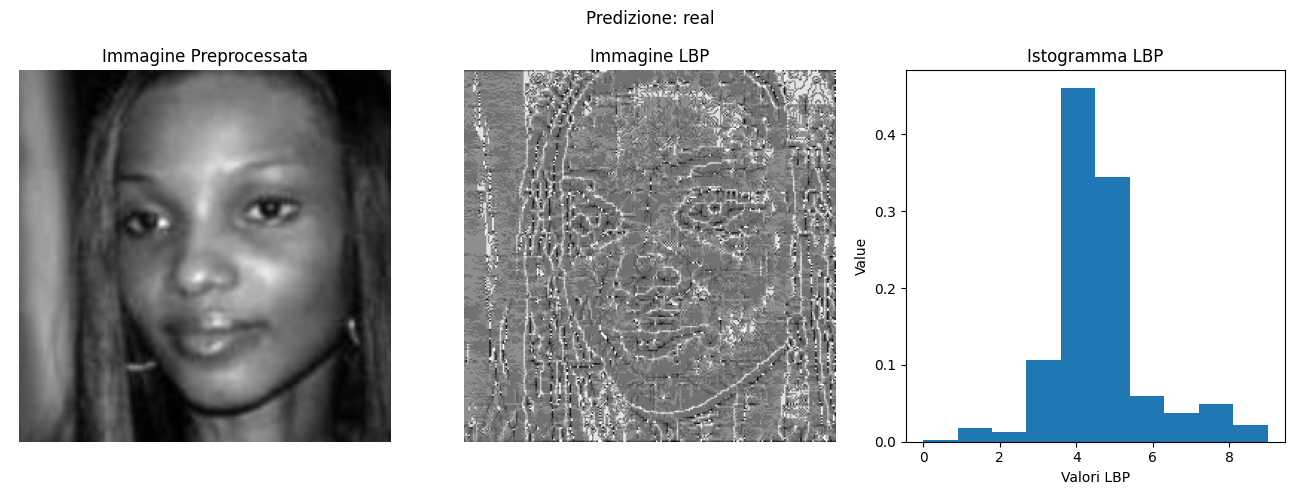 Predizione: real
Immagine Preprocessata
Immagine LBP
Istogramma LBP
Value
0.4
0.3
0.2
0.1
0.0
0 2 4 6 8
Valori LBP